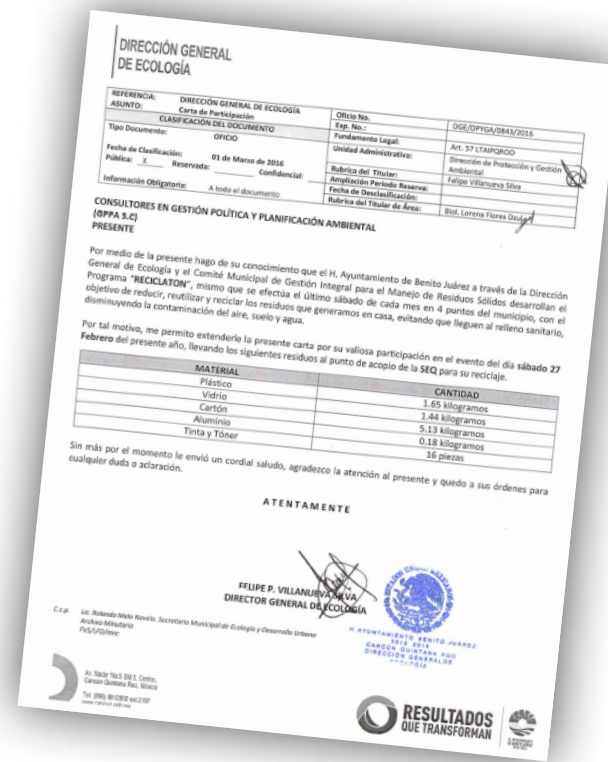 DIRECCIÓN GENERAL
DE ECOLOGÍA
REFERENCIA: DIRECCIÓN GENERAL DE ECOLOGÍA
ASUNTO: Carta de Participación
CLASIFICACIÓN DEL DOCUMENTO
Tipo Documento: OFICIO
Fecha de Clasificación: 01 de Marzo de 2016
Pública: X Reservada: Confidencial:
Información Obligatoria: A todo el documento
Oficio No. DGE/DPYGA/0843/2016
Exp. No.:
Fundamento Legal: Art. 57 LTAIPQROO
Unidad Administrativa: Dirección de Protección y Gestión Ambiental
Rubrica del Titular: Felipe Villanueva Silva
Ampliación Periodo Reserva:
Fecha de Desclasificación:
Rubrica del Titular de Área: Biol. Lorena Flores
CONSULTORES EN GESTIÓN POLÍTICA Y PLANIFICACIÓN AMBIENTAL
(GPPA S.C)
PRESENTE
Por medio de la presente hago de su conocimiento que el H. Ayuntamiento de Benito Juárez a través de la Dirección
General de Ecología y el Comité Municipal de Gestión Integral para el Manejo de Residuos Sólidos desarrollan el
Programa "RECICLATON", mismo que se efectúa el último sábado de cada mes en 4 puntos del municipio, con el
objetivo de reducir, reutilizar y reciclar los residuos que generamos en casa, evitando que lleguen al relleno sanitario,
disminuyendo la contaminación del aire, suelo y agua.
Por tal motivo, me permito extenderle la presente carta por su valiosa participación en el evento del día sábado 27
Febrero del presente año, llevando los siguientes residuos al punto de acopio de la SEQ para su reciclaje.
MATERIAL CANTIDAD
Plástico 1.65 kilogramos
Vidrio 1.44 kilogramos
Cartón 5.13 kilogramos
Aluminio 0.18 kilogramos
Tinta y Tóner 16 piezas
Sin más por el momento le envió un cordial saludo, agradezco la atención al presente y quedo a sus órdenes para
cualquier duda o aclaración.
ATENTAMENTE
FELIPE P. VILLANUEVA SILVA
DIRECTOR GENERAL DE ECOLOGÍA
H AYUNTAMIENTO BENITO JUÁREZ
CANCÚN QUINTANA ROO
DIRECCIÓN GENERAL DE
ECOLOGÍA
C.c.p. Lic. Rolando Melo Novelo. Secretario Municipal de Ecología y Desarrollo Urbano
Archivo Minutario
Av. Nader No.5 SM.5, Centro,
Cancún Quintana Roo, México
RESULTADOS
QUE TRANSFORMAN